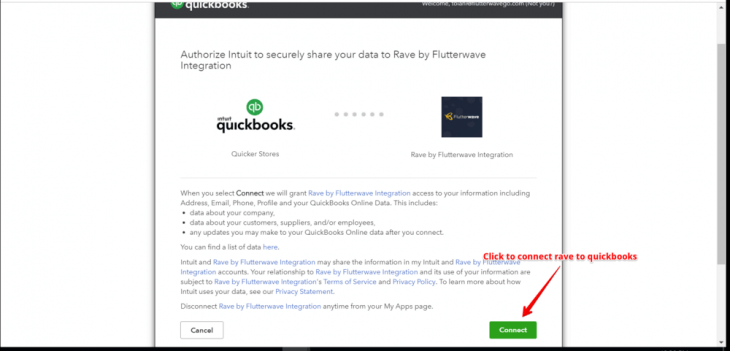 quickbooks.
Authorize Intuit to securely share your data to Rave by Flutterwave
Integration
qb
intuit
quickbooks.
Flutterwave
Quicker Stores
Rave by Flutterwave Integration
When you select Connect we will grant Rave by Flutterwave Integration access to your information including
Address, Email, Phone, Profile and your QuickBooks Online Data. This includes:
• data about your company,
• data about your customers, suppliers, and/or employees,
• any updates you may make to your QuickBooks Online data after you connect.
You can find a list of data here.
Click to connect rave to quickbooks
Intuit and Rave by Flutterwave Integration may share the information in my Intuit and Rave by Flutterwave
Integration accounts. Your relationship to Rave by Flutterwave Integration and its use of your information are
subject to Rave by Flutterwave Integration's Terms of Service and Privacy Policy. To learn more about how
Intuit uses your data, see our Privacy Statement.
Disconnect Rave by Flutterwave Integration anytime from your My Apps page.
Cancel
Connect